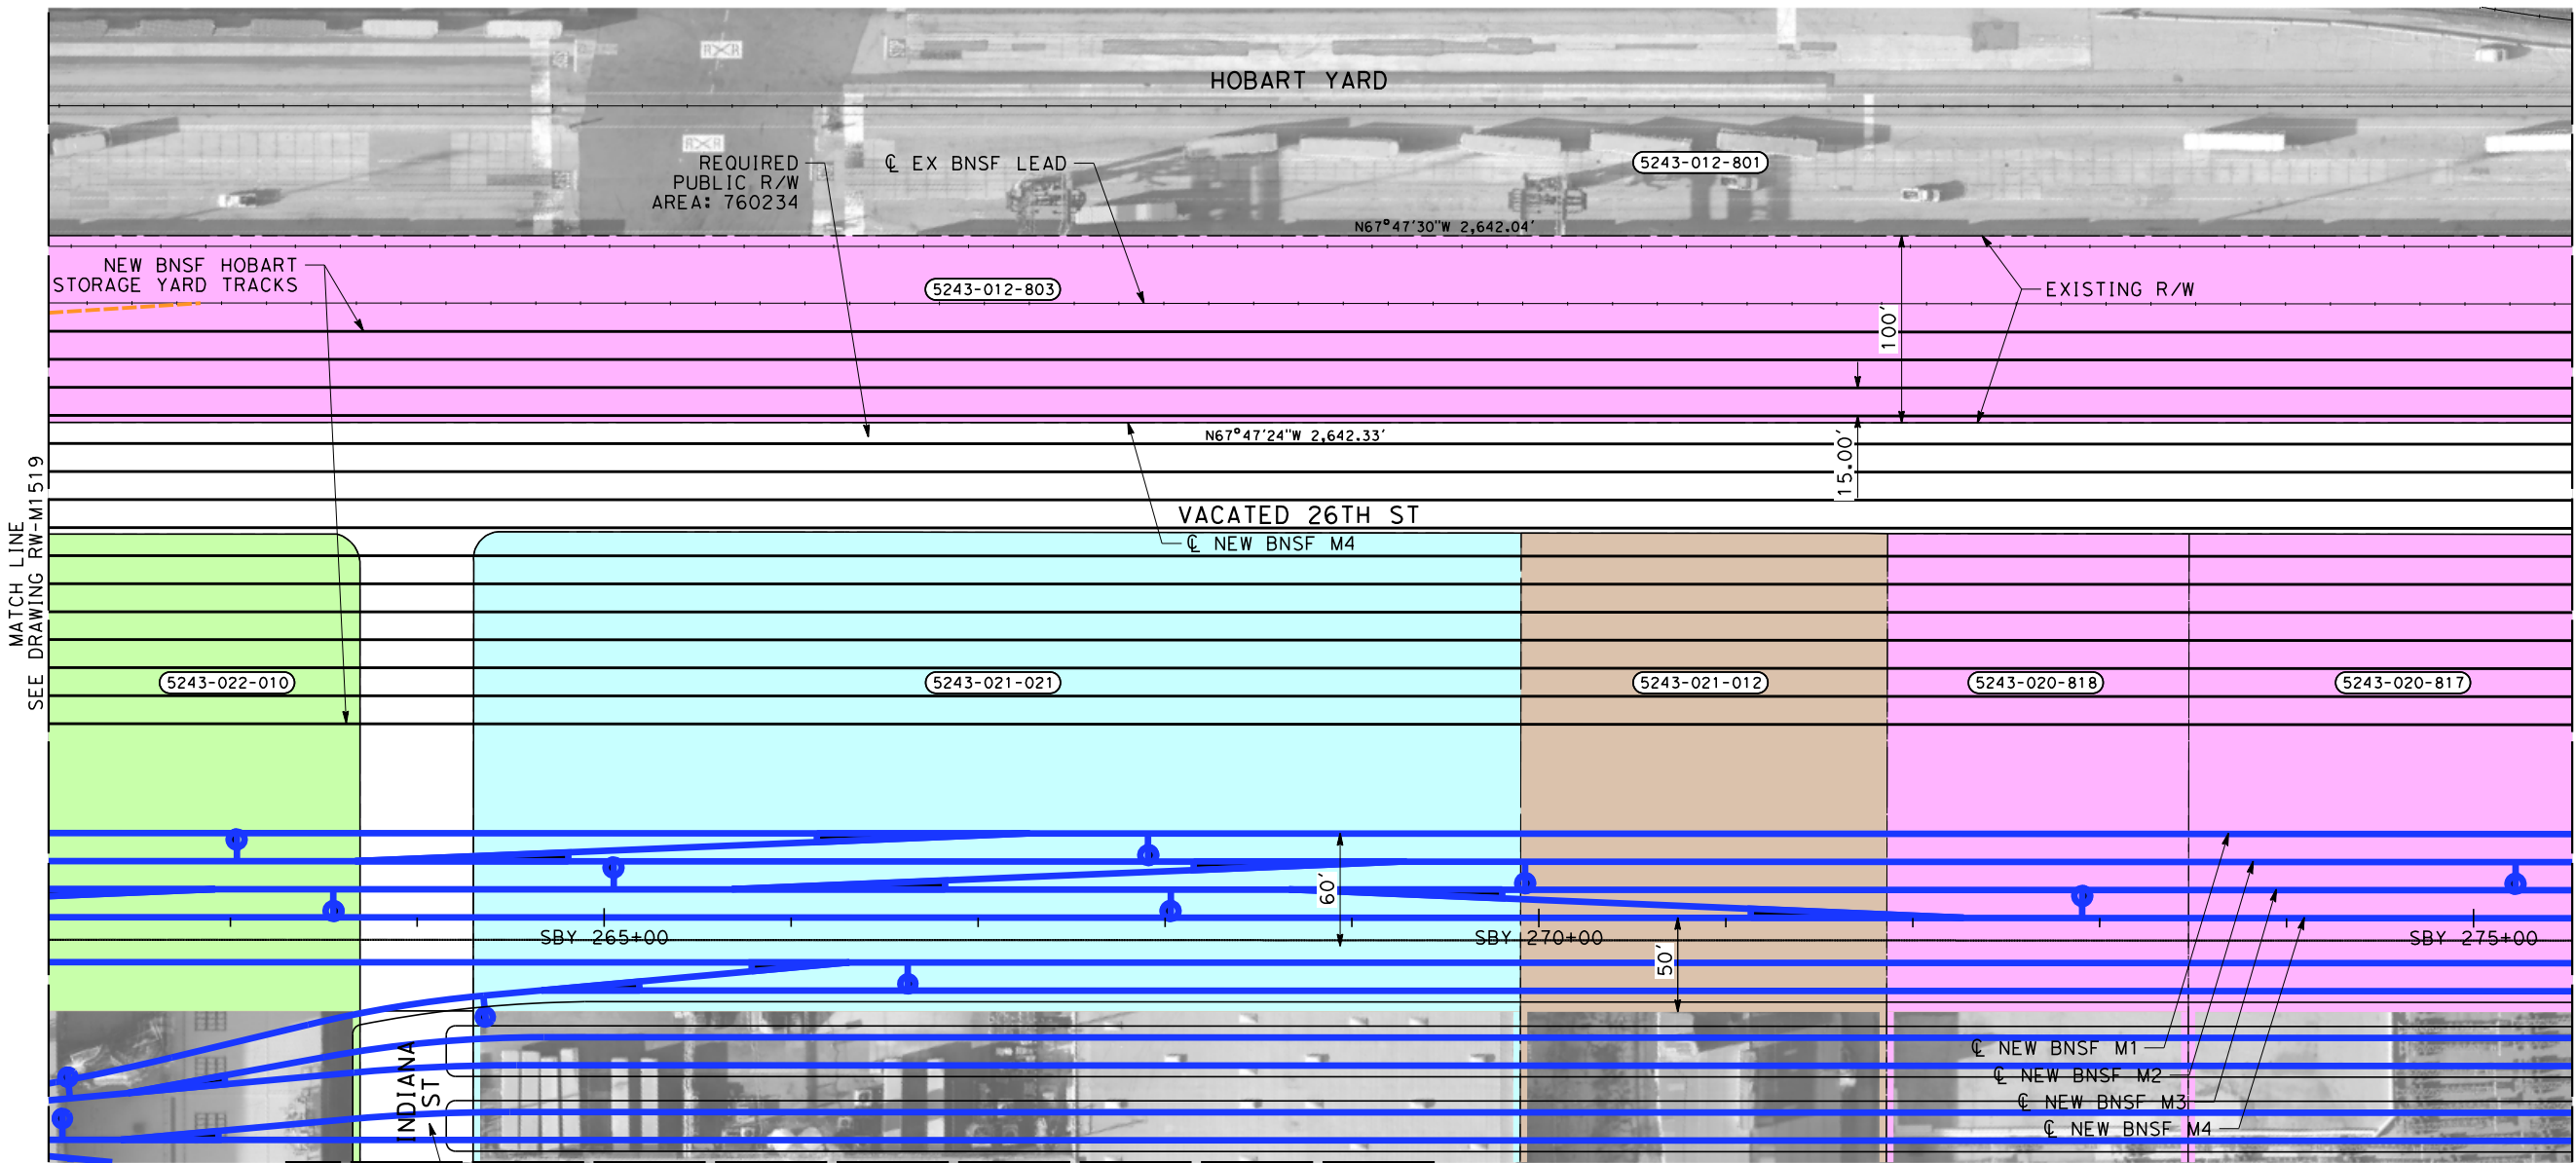 HOBART YARD
RXR
RXR
REQUIRED
PUBLIC R/W
AREA: 760234
℄ EX BNSF LEAD
5243-012-801
N67°47'30"W 2,642.04'
NEW BNSF HOBART
STORAGE YARD TRACKS
5243-012-803
EXISTING R/W
100'
N67°47'24"W 2,642.33'
15.00'
MATCH LINE
SEE DRAWING RW-M1519
VACATED 26TH ST
℄ NEW BNSF M4
5243-022-010
5243-021-021
5243-021-012
5243-020-818
5243-020-817
60'
SBY 265+00
SBY 270+00
SBY 275+00
50'
INDIANA
ST
℄ NEW BNSF M1
℄ NEW BNSF M2
℄ NEW BNSF M3
℄ NEW BNSF M4